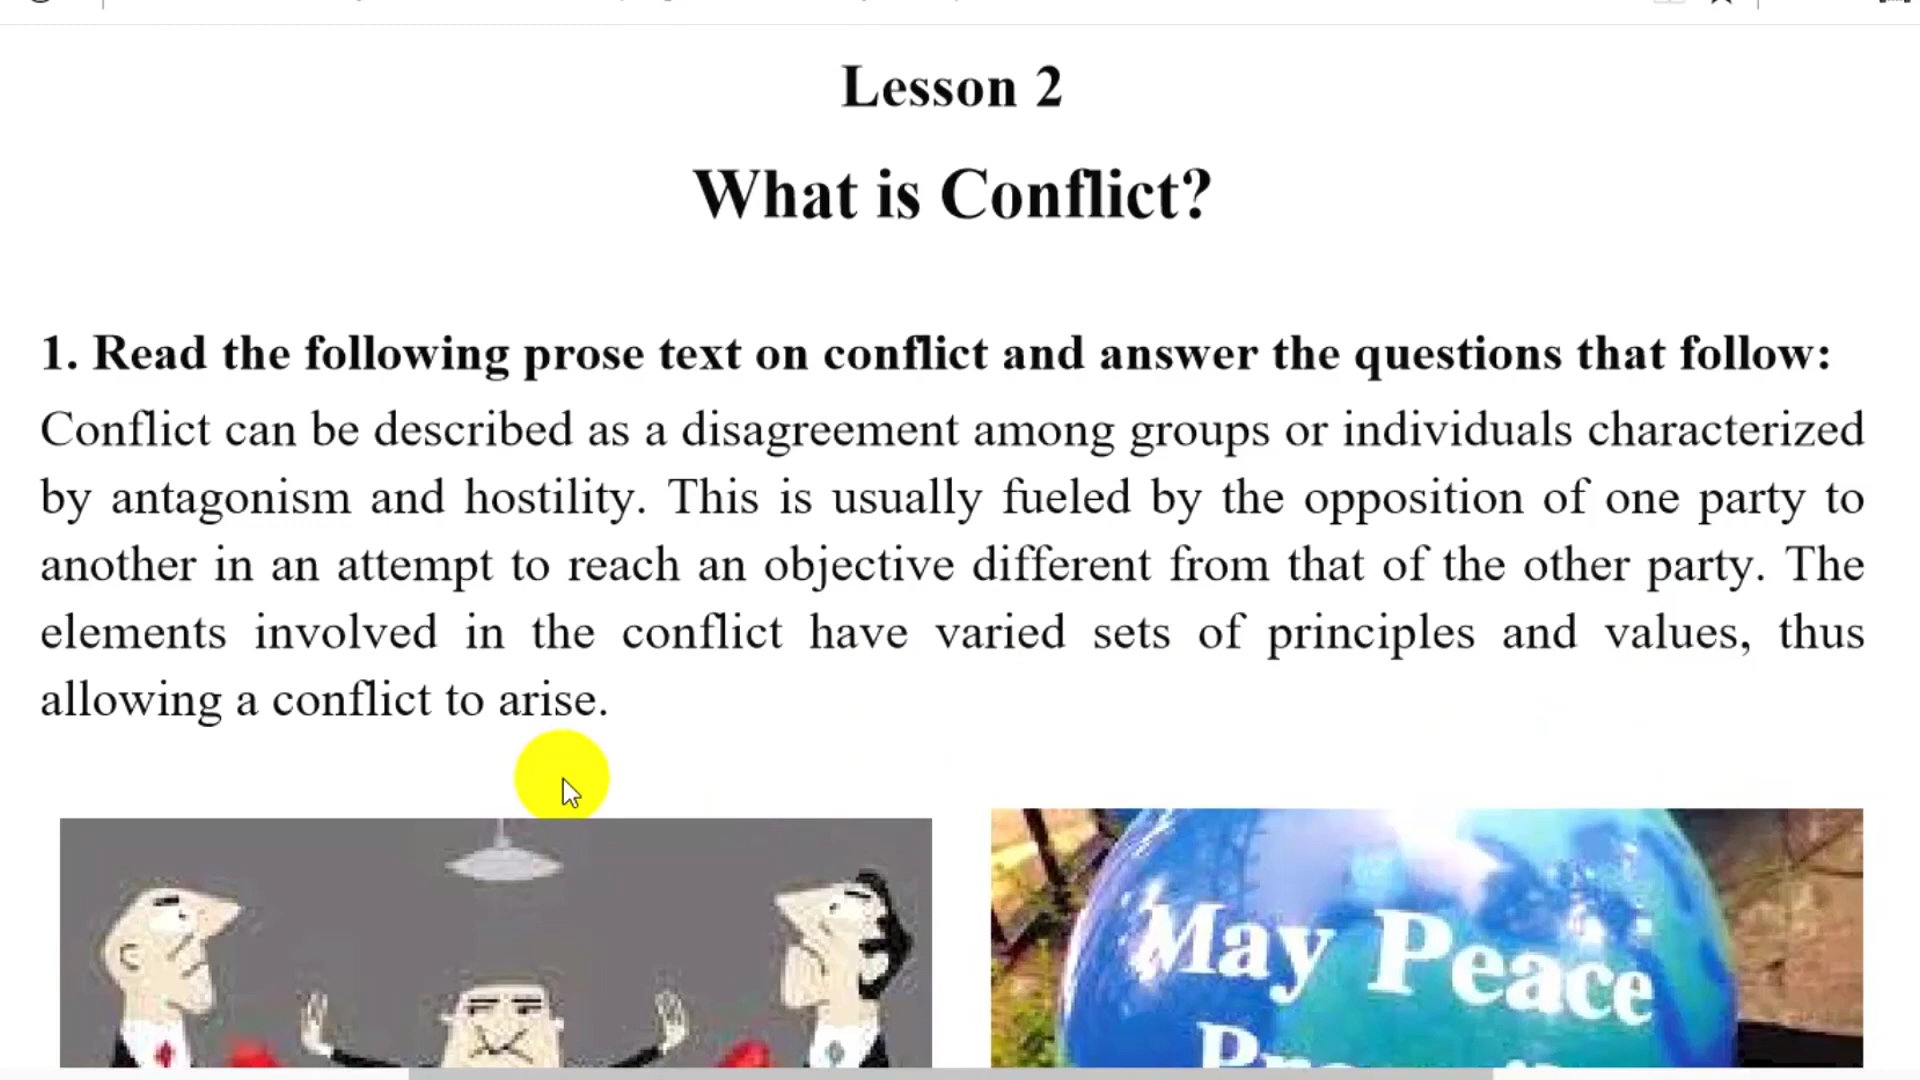 Lesson 2
What is Conflict?
1. Read the following prose text on conflict and answer the questions that follow:
Conflict can be described as a disagreement among groups or individuals characterized
by antagonism and hostility. This is usually fueled by the opposition of one party to
another in an attempt to reach an objective different from that of the other party. The
elements involved in the conflict have varied sets of principles and values, thus
allowing a conflict to arise.
May Peace